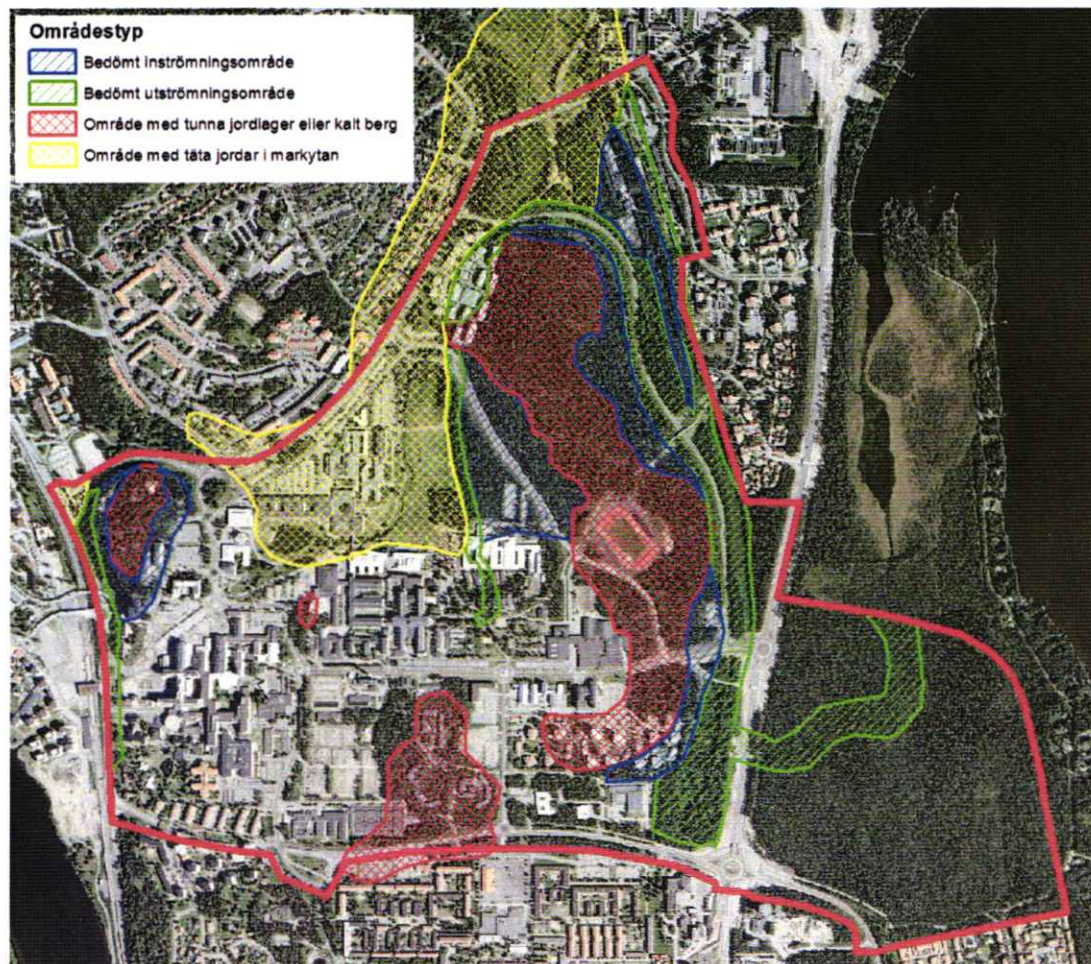 Områdestyp
Bedömt inströmningsområde
Bedömt utströmningsområde
Område med tunna jordlager eller kalt berg
Område med täta jordar i markytan